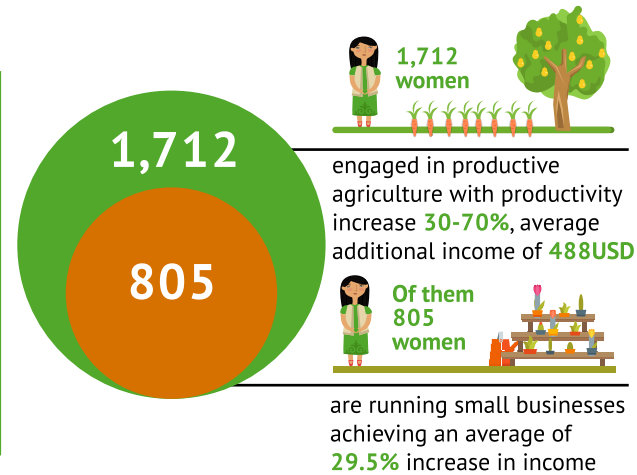 1,712
805
1,712
women
engaged in productive
agriculture with productivity
increase 30-70%, average
additional income of 488USD
Of them
805
women
are running small businesses
achieving an average of
29.5% increase in income